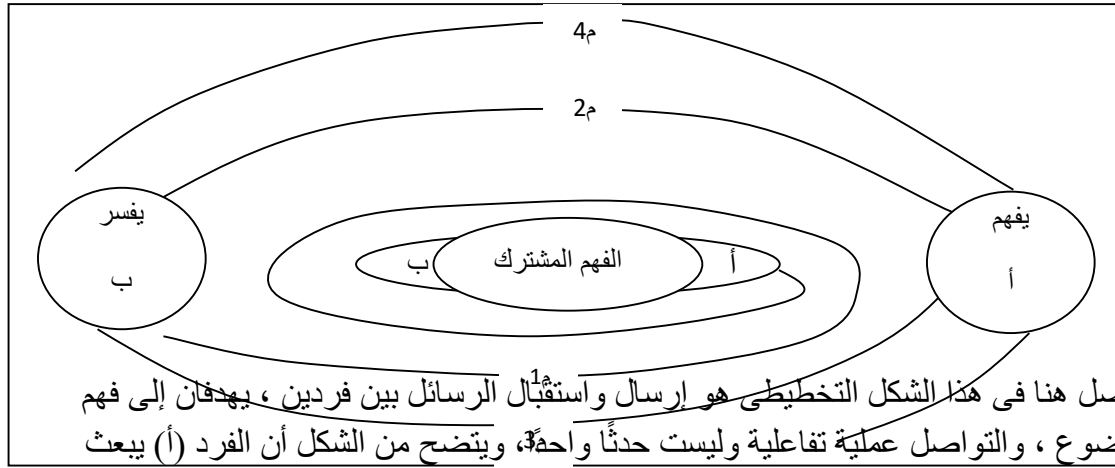 م4
م2
يفسر
ب
الفهم المشترك
أ
ب
يفهم
أ
م1
صل هنا فى هذا الشكل التخطيطى هو إرسال واستقبال الرسائل بين فردين ، يهدفان إلى فهم
م3
ضوع ، والتواصل عملية تفاعلية وليست حدثًا واحدًا، ويتضح من الشكل أن الفرد (أ) يبعث